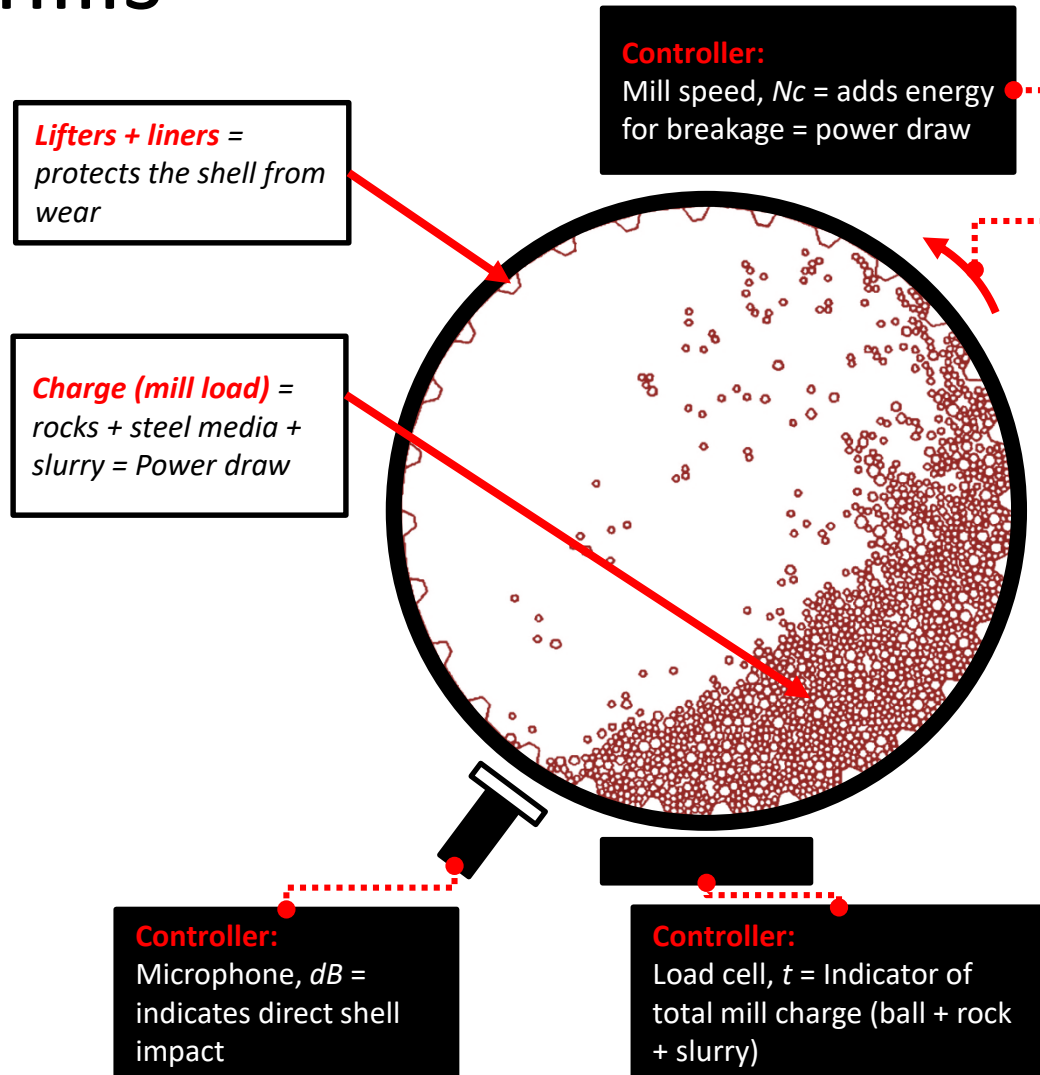 Controller:
Mill speed, Nc = adds energy
for breakage = power draw
Lifters + liners =
protects the shell from
wear
Charge (mill load) =
rocks + steel media +
slurry = Power draw
Controller:
Microphone, dB =
indicates direct shell
impact
Controller:
Load cell, t = Indicator of
total mill charge (ball + rock
+ slurry)